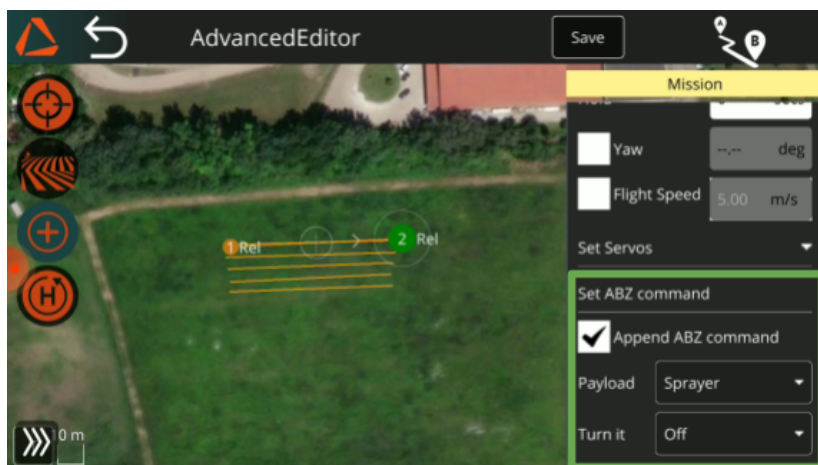 AdvancedEditor
Save
A
B
Mission
Yaw
--.-- deg
Flight Speed
5.00 m/s
Set Servos
1 Rel
2 Rel
H
Set ABZ command
Append ABZ command
Payload
Sprayer
Turn it
Off
0 m